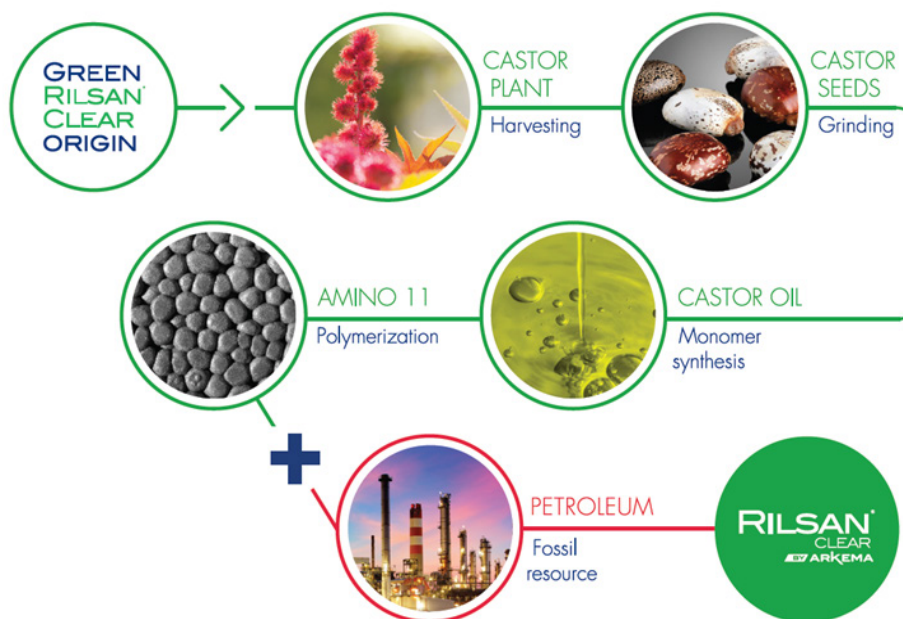 GREEN
RILSAN®
CLEAR
ORIGIN
CASTOR
PLANT
Harvesting
CASTOR
SEEDS
Grinding
AMINO 11
Polymerization
CASTOR OIL
Monomer
synthesis
+
PETROLEUM
Fossil
resource
RILSAN®
CLEAR
BY ARKEMA